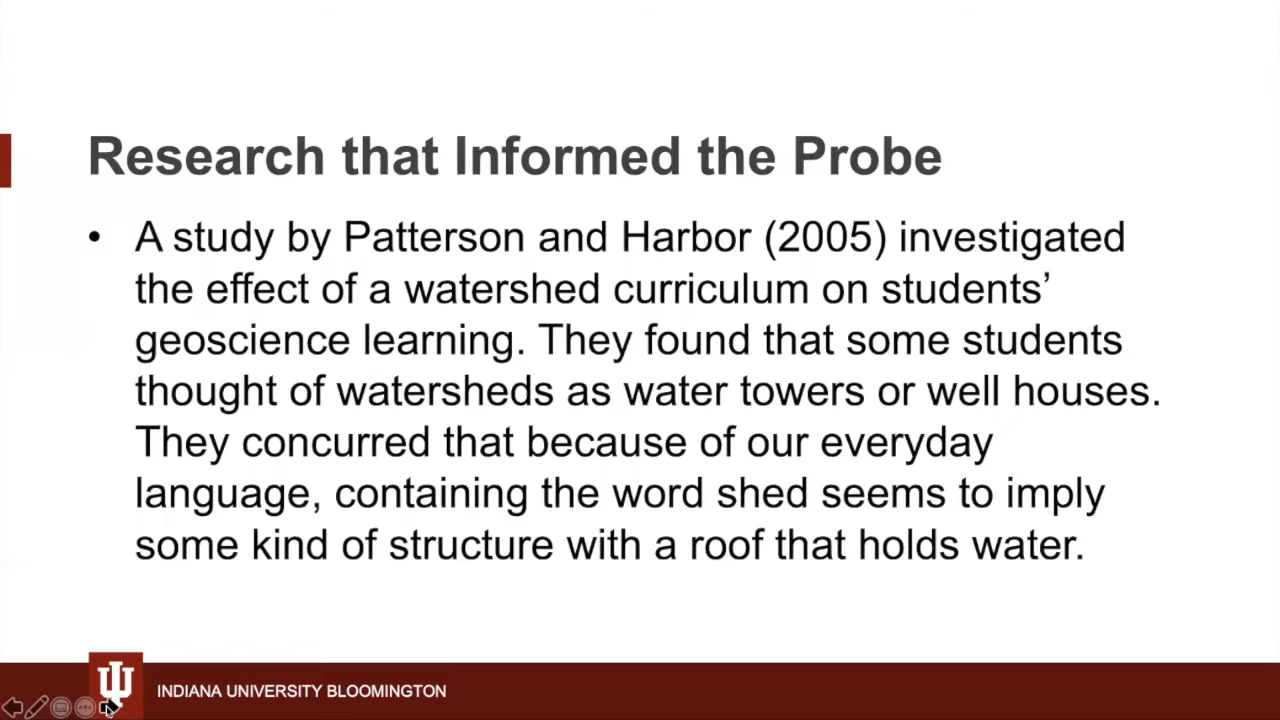 Research that Informed the Probe
• A study by Patterson and Harbor (2005) investigated
the effect of a watershed curriculum on students’
geoscience learning. They found that some students
thought of watersheds as water towers or well houses.
They concurred that because of our everyday
language, containing the word shed seems to imply
some kind of structure with a roof that holds water.
INDIANA UNIVERSITY BLOOMINGTON